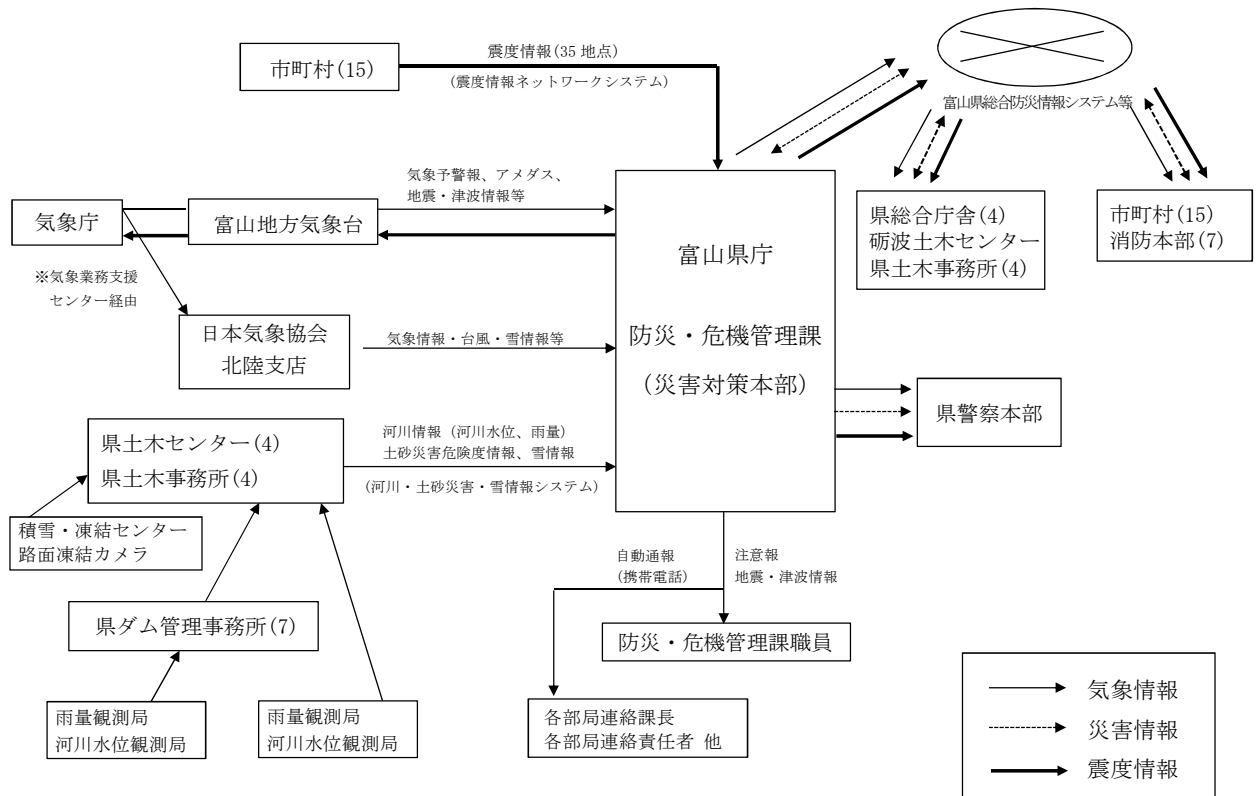 市町村(15)
震度情報(35 地点)
(震度情報ネットワークシステム)
富山県総合防災情報システム等
気象予警報、アメダス、
地震・津波情報等
気象庁
富山地方気象台
※気象業務支援
センター経由
日本気象協会
北陸支店
気象情報・台風・雪情報等
富山県庁
防災・危機管理課
(災害対策本部)
県総合庁舎(4)
砺波土木センター
県土木事務所(4)
市町村(15)
消防本部(7)
県警察本部
県土木センター(4)
県土木事務所(4)
河川情報(河川水位、雨量)
土砂災害危険度情報、雪情報
(河川・土砂災害・雪情報システム)
積雪・凍結センター
路面凍結カメラ
県ダム管理事務所(7)
雨量観測局
河川水位観測局
雨量観測局
河川水位観測局
自動通報
(携帯電話)
注意報
地震・津波情報
防災・危機管理課職員
各部局連絡課長
各部局連絡責任者 他
気象情報
災害情報
震度情報